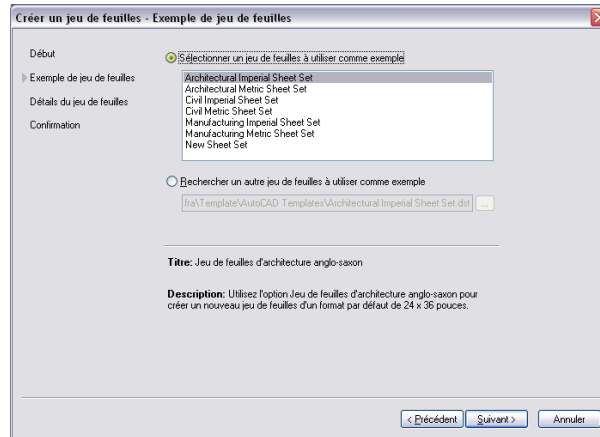 Créer un jeu de feuilles - Exemple de jeu de feuilles
Début
Exemple de jeu de feuilles
Détails du jeu de feuilles
Confirmation
Sélectionner un jeu de feuilles à utiliser comme exemple
Architectural Imperial Sheet Set
Architectural Metric Sheet Set
Civil Imperial Sheet Set
Civil Metric Sheet Set
Manufacturing Imperial Sheet Set
Manufacturing Metric Sheet Set
New Sheet Set
Rechercher un autre jeu de feuilles à utiliser comme exemple
fra\Template\AutoCAD Templates\Architectural Imperial Sheet Set.dst
...
Titre: Jeu de feuilles d'architecture anglo-saxon
Description: Utilisez l'option Jeu de feuilles d'architecture anglo-saxon pour
créer un nouveau jeu de feuilles d'un format par défaut de 24 x 36 pouces.
< Précédent
Suivant >
Annuler